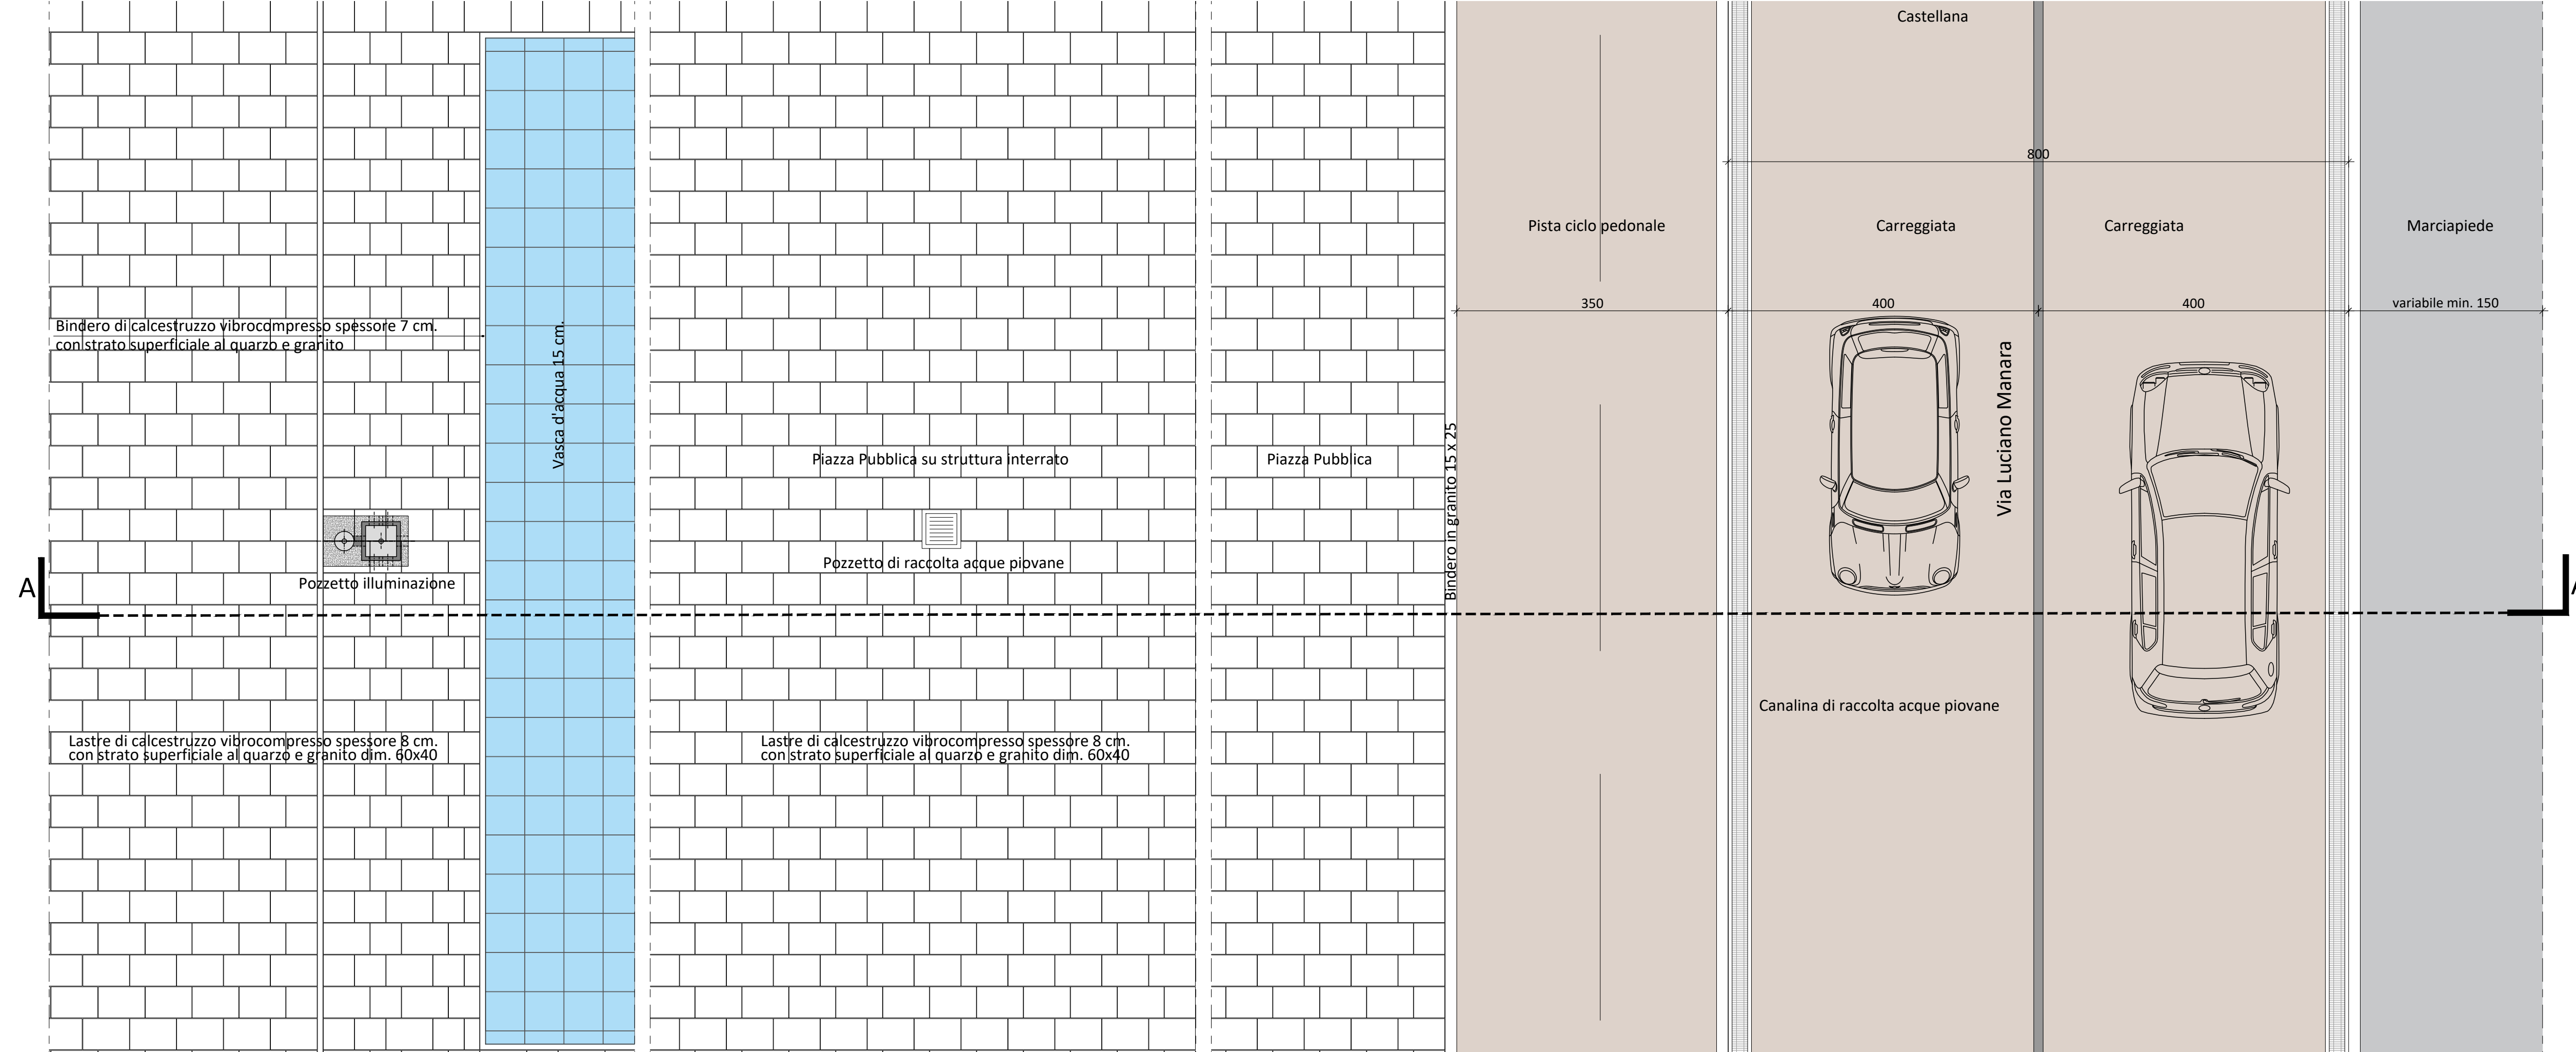 Castellana
800
Pista ciclo pedonale
Carreggiata
Carreggiata
Marciapiede
350
400
400
variabile min. 150
Bindero di calcestruzzo vibrocompresso spessore 7 cm.
con strato superficiale al quarzo e granito
Vasca d'acqua 15 cm.
Via Luciano Manara
Piazza Pubblica su struttura interrato
Piazza Pubblica
Bindero in granito 15 x 25
Pozzetto di raccolta acque piovane
Pozzetto illuminazione
A
Canalina di raccolta acque piovane
Lastre di calcestruzzo vibrocompresso spessore 8 cm.
con strato superficiale al quarzo e granito dim. 60x40
Lastre di calcestruzzo vibrocompresso spessore 8 cm.
con strato superficiale al quarzo e granito dim. 60x40